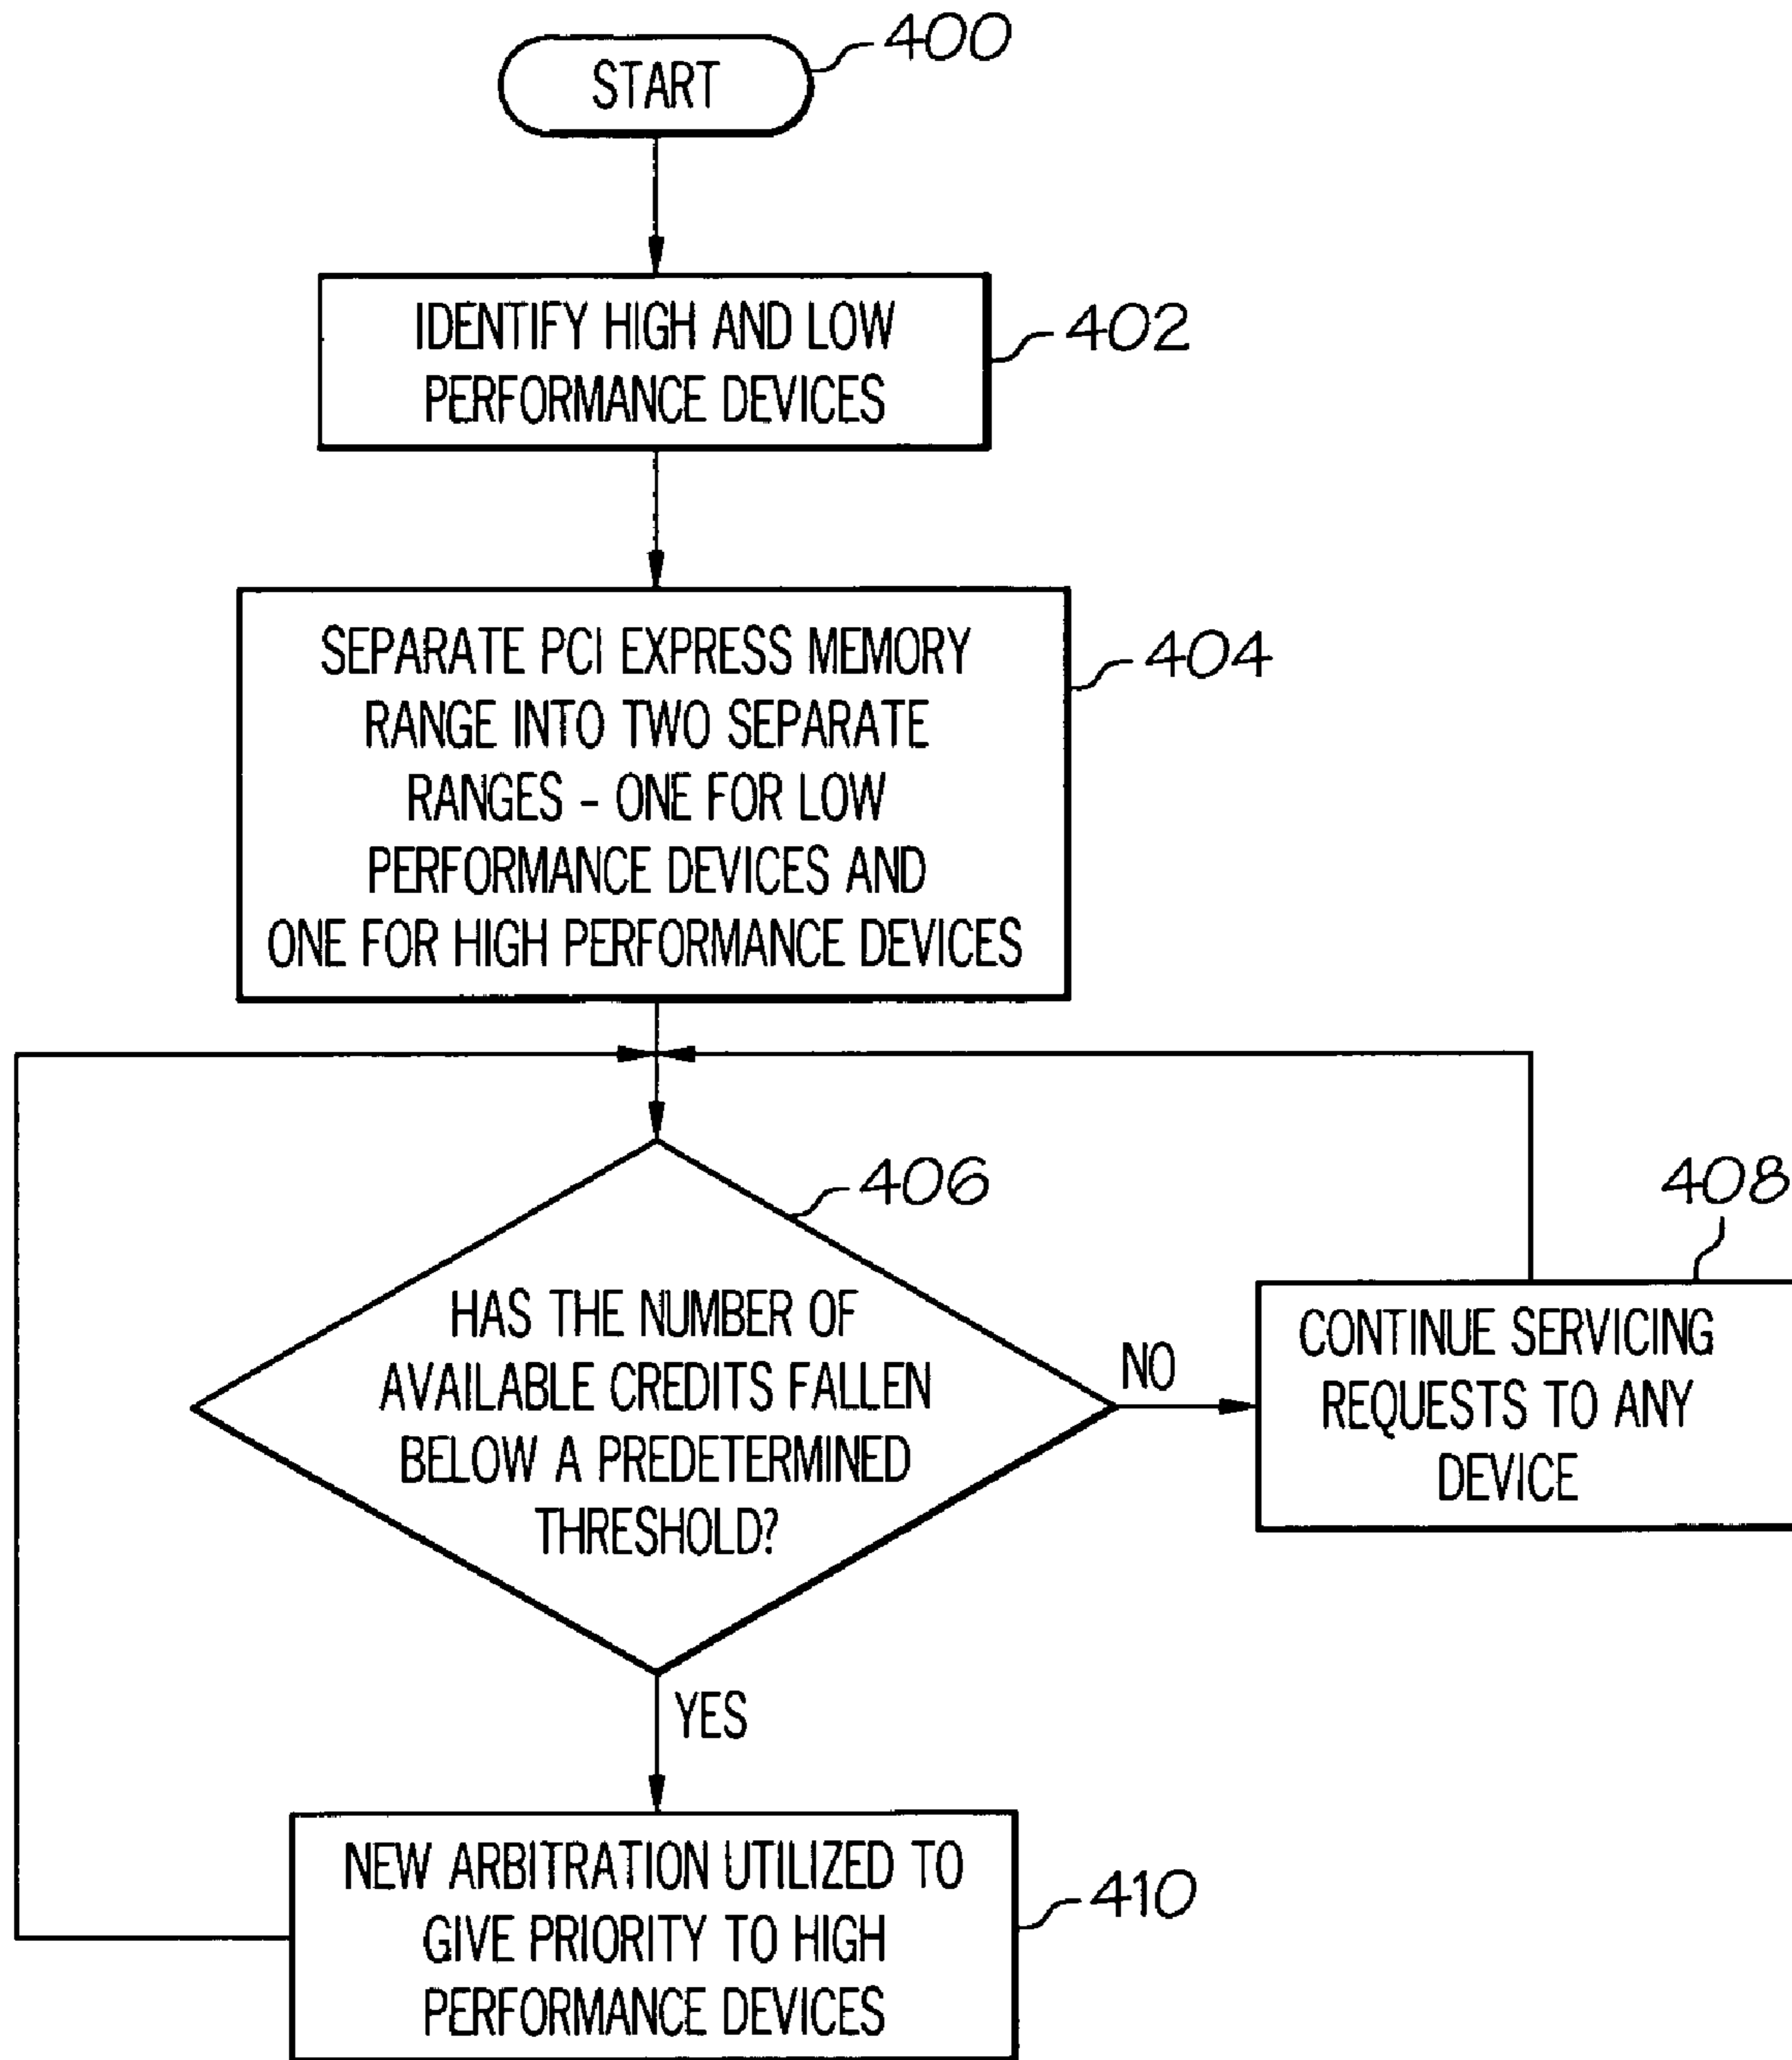 START
400
IDENTIFY HIGH AND LOW
PERFORMANCE DEVICES
402
SEPARATE PCI EXPRESS MEMORY
RANGE INTO TWO SEPARATE
RANGES - ONE FOR LOW
PERFORMANCE DEVICES AND
ONE FOR HIGH PERFORMANCE DEVICES
404
HAS THE NUMBER OF
AVAILABLE CREDITS FALLEN
BELOW A PREDETERMINED
THRESHOLD?
406
NO
408
CONTINUE SERVICING
REQUESTS TO ANY
DEVICE
YES
NEW ARBITRATION UTILIZED TO
GIVE PRIORITY TO HIGH
PERFORMANCE DEVICES
410